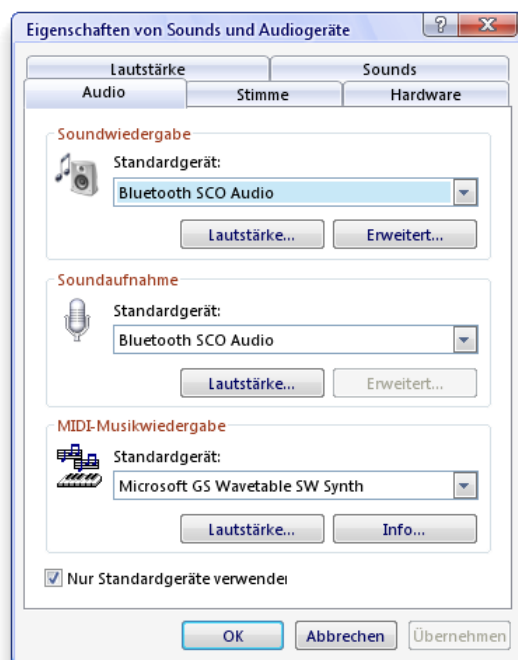 Eigenschaften von Sounds und Audiogeräte
?
X
Lautstärke Sounds
Audio Stimme Hardware
Soundwiedergabe
Standardgerät:
Bluetooth SCO Audio
Lautstärke... Erweitert...
Soundaufnahme
Standardgerät:
Bluetooth SCO Audio
Lautstärke... Erweitert...
MIDI-Musikwiedergabe
Standardgerät:
Microsoft GS Wavetable SW Synth
Lautstärke... Info...
Nur Standardgeräte verwender
OK Abbrechen Übernehmen